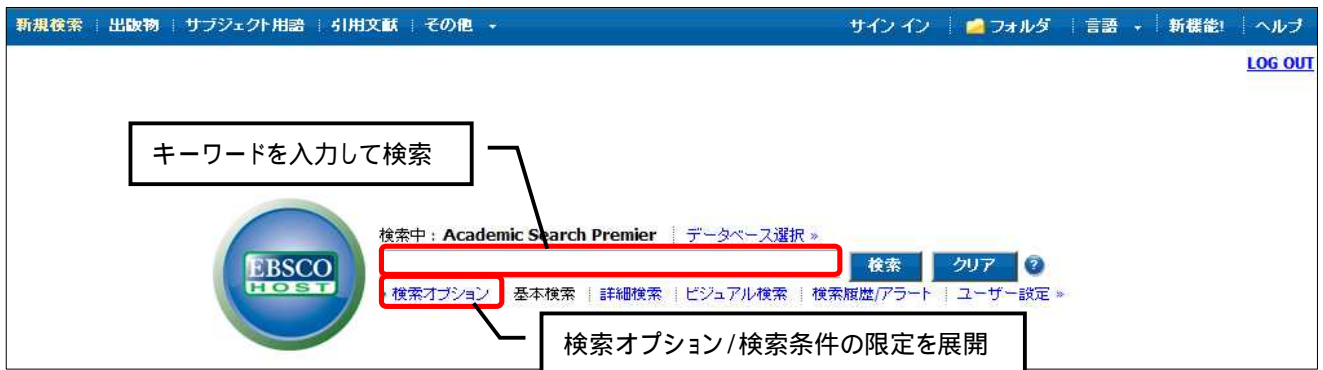 新規検索 出版物 サブジェクト用語 引用文献 その他 サイン イン フォルダ 言語 新機能! ヘルプ
LOG OUT
キーワードを入力して検索
検索中 : Academic Search Premier データベース選択 »
EBSCO
HOST
検索 クリア ?
検索オプション 基本検索 詳細検索 ビジュアル検索 検索履歴/アラート ユーザー設定 »
検索オプション/検索条件の限定を展開